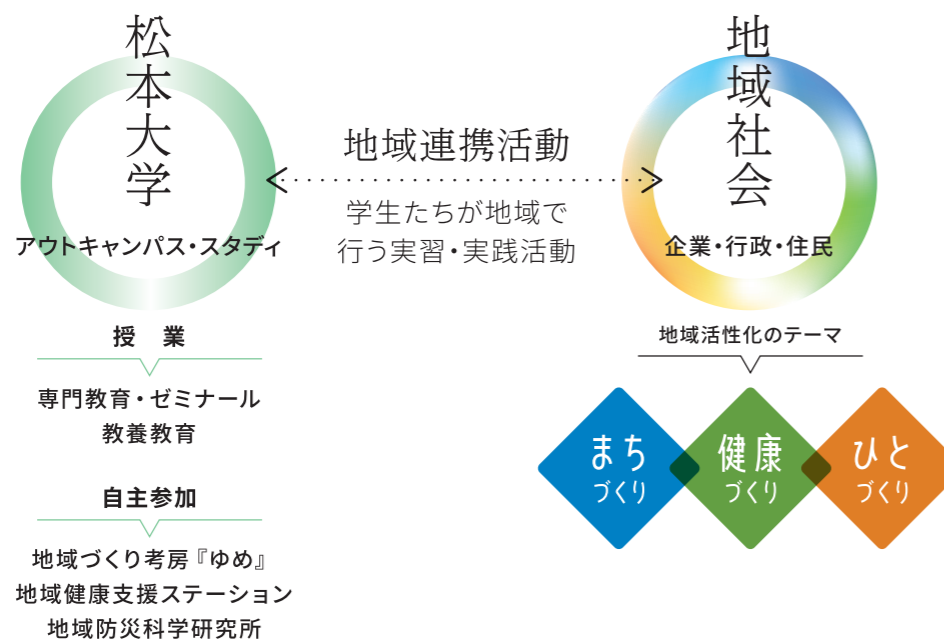 松本大学
アウトキャンパス・スタディ
授　業
専門教育・ゼミナール
教養教育
自主参加
地域づくり考房『ゆめ』
地域健康支援ステーション
地域防災科学研究所
地域連携活動
学生たちが地域で
行う実習・実践活動
地域社会
企業・行政・住民
地域活性化のテーマ
まち
づくり
健康
づくり
ひと
づくり